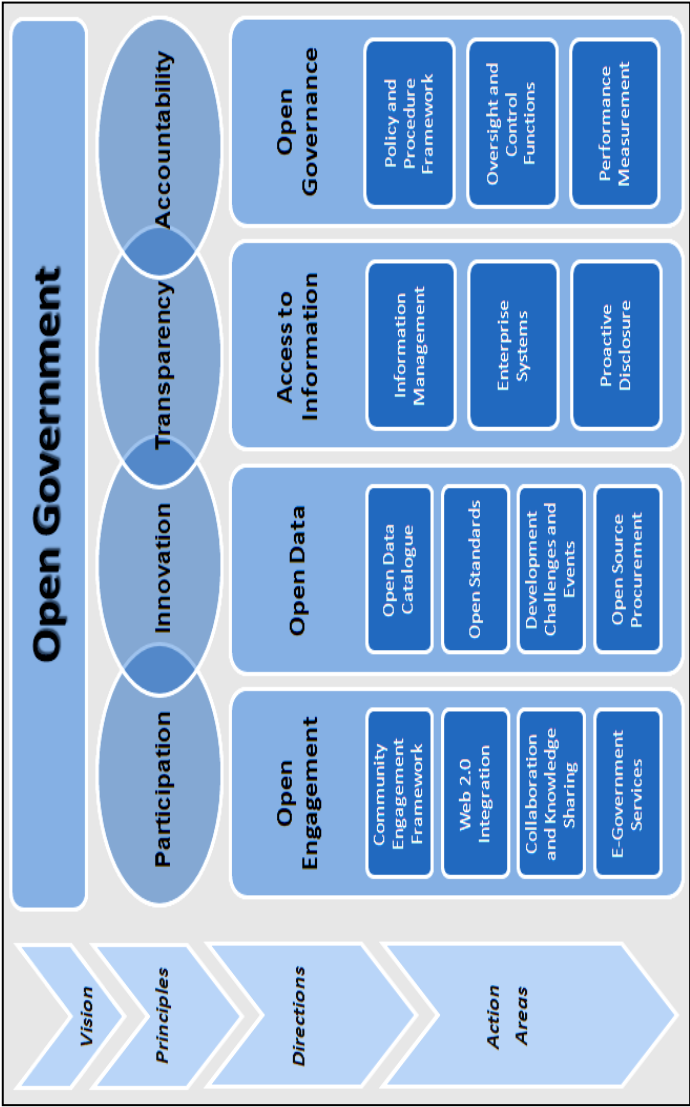 Vision
Open Government
Principles
Participation
Innovation
Transparency
Accountability
Directions
Open
Engagement
Open Data
Access to
Information
Open
Governance
Action
Areas
Community
Engagement
Framework
Web 2.0
Integration
Collaboration
and Knowledge
Sharing
E-Government
Services
Open Data
Catalogue
Open Standards
Development
Challenges and
Events
Open Source
Procurement
Information
Management
Enterprise
Systems
Proactive
Disclosure
Policy and
Procedure
Framework
Oversight and
Control
Functions
Performance
Measurement